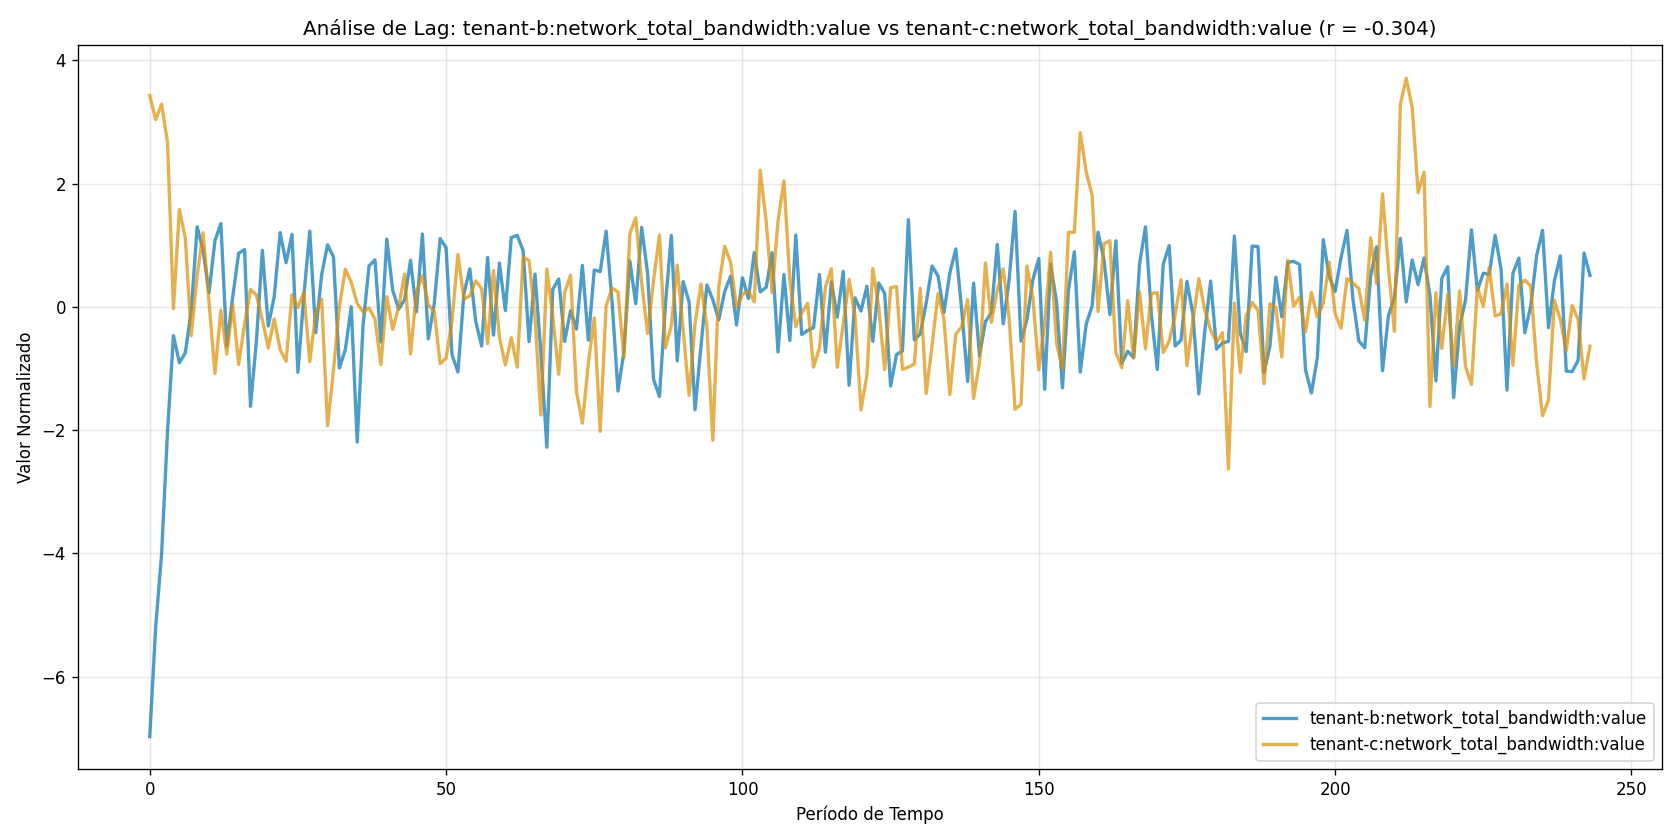 Análise de Lag: tenant-b:network_total_bandwidth:value vs tenant-c:network_total_bandwidth:value (r = -0.304)
4
2
0
−2
−4
−6
Valor Normalizado
0 50 100 150 200 250
Período de Tempo
tenant-b:network_total_bandwidth:value
tenant-c:network_total_bandwidth:value